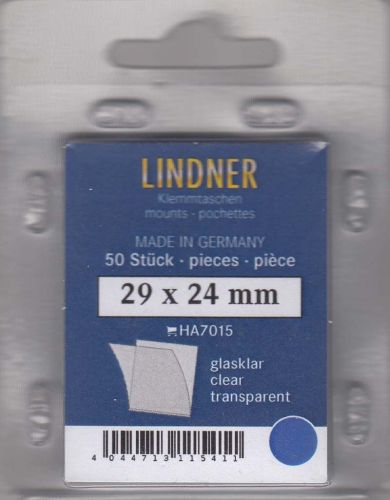 LINDNER
Klemmtaschen
mounts - pochettes
MADE IN GERMANY
50 Stück · pieces · pièce
29 x 24 mm
HA7015
glasklar
clear
transparent
4 044713 115411